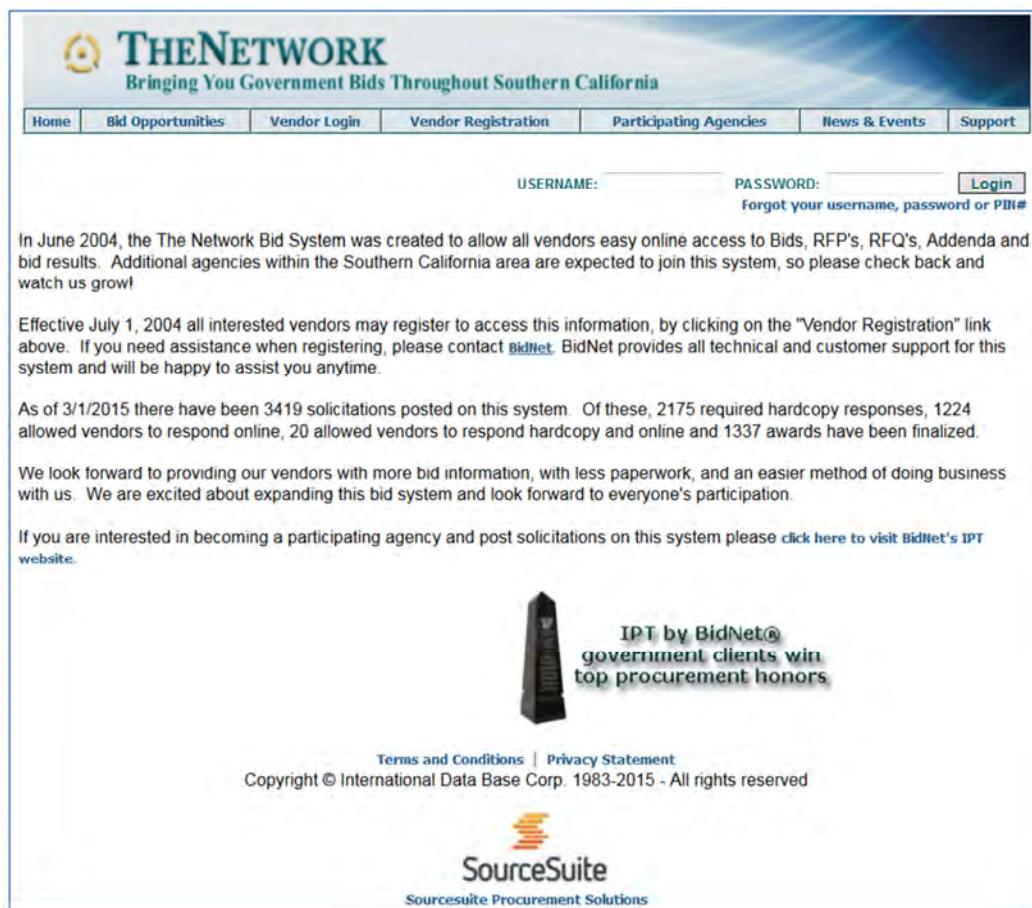 THENETWORK
Bringing You Government Bids Throughout Southern California
Home Bid Opportunities Vendor Login Vendor Registration Participating Agencies News & Events Support
USERNAME: PASSWORD: Login
Forgot your username, password or PIN#
In June 2004, the The Network Bid System was created to allow all vendors easy online access to Bids, RFP's, RFQ's, Addenda and
bid results. Additional agencies within the Southern California area are expected to join this system, so please check back and
watch us grow!
Effective July 1, 2004 all interested vendors may register to access this information, by clicking on the "Vendor Registration" link
above. If you need assistance when registering, please contact BidNet. BidNet provides all technical and customer support for this
system and will be happy to assist you anytime.
As of 3/1/2015 there have been 3419 solicitations posted on this system. Of these, 2175 required hardcopy responses, 1224
allowed vendors to respond online, 20 allowed vendors to respond hardcopy and online and 1337 awards have been finalized.
We look forward to providing our vendors with more bid information, with less paperwork, and an easier method of doing business
with us. We are excited about expanding this bid system and look forward to everyone's participation.
If you are interested in becoming a participating agency and post solicitations on this system please click here to visit BidNet's IPT
website.
IPT by BidNet®
government clients win
top procurement honors
Terms and Conditions | Privacy Statement
Copyright © International Data Base Corp. 1983-2015 - All rights reserved
SourceSuite
Sourcesuite Procurement Solutions